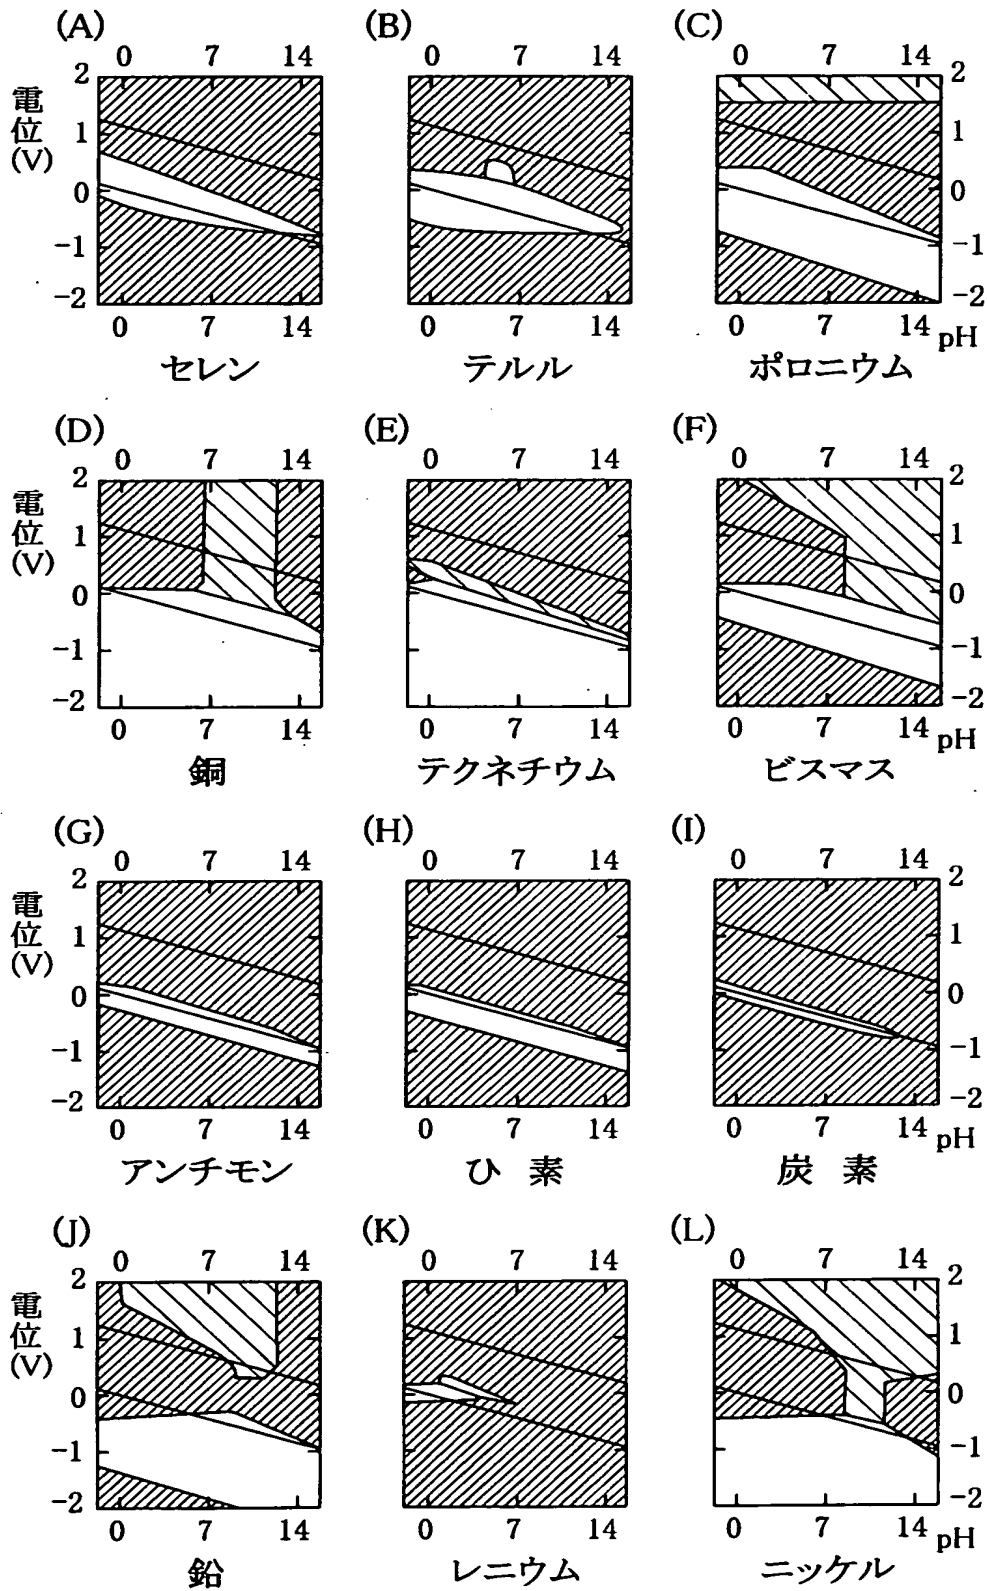 (A) (B) (C)
0 7 14 0 7 14 0 7 14
電位(V)
2 1 0 -1 -2
2 1 0 -1 -2
0 7 14 0 7 14 0 7 14 pH
セレン テルル ポロニウム
(D) (E) (F)
0 7 14 0 7 14 0 7 14
電位(V)
2 1 0 -1 -2
2 1 0 -1 -2
0 7 14 0 7 14 0 7 14 pH
銅 テクネチウム ビスマス
(G) (H) (I)
0 7 14 0 7 14 0 7 14
電位(V)
2 1 0 -1 -2
2 1 0 -1 -2
0 7 14 0 7 14 0 7 14 pH
アンチモン ひ 素 炭 素
(J) (K) (L)
0 7 14 0 7 14 0 7 14
電位(V)
2 1 0 -1 -2
2 1 0 -1 -2
0 7 14 0 7 14 0 7 14 pH
鉛 レニウム ニッケル